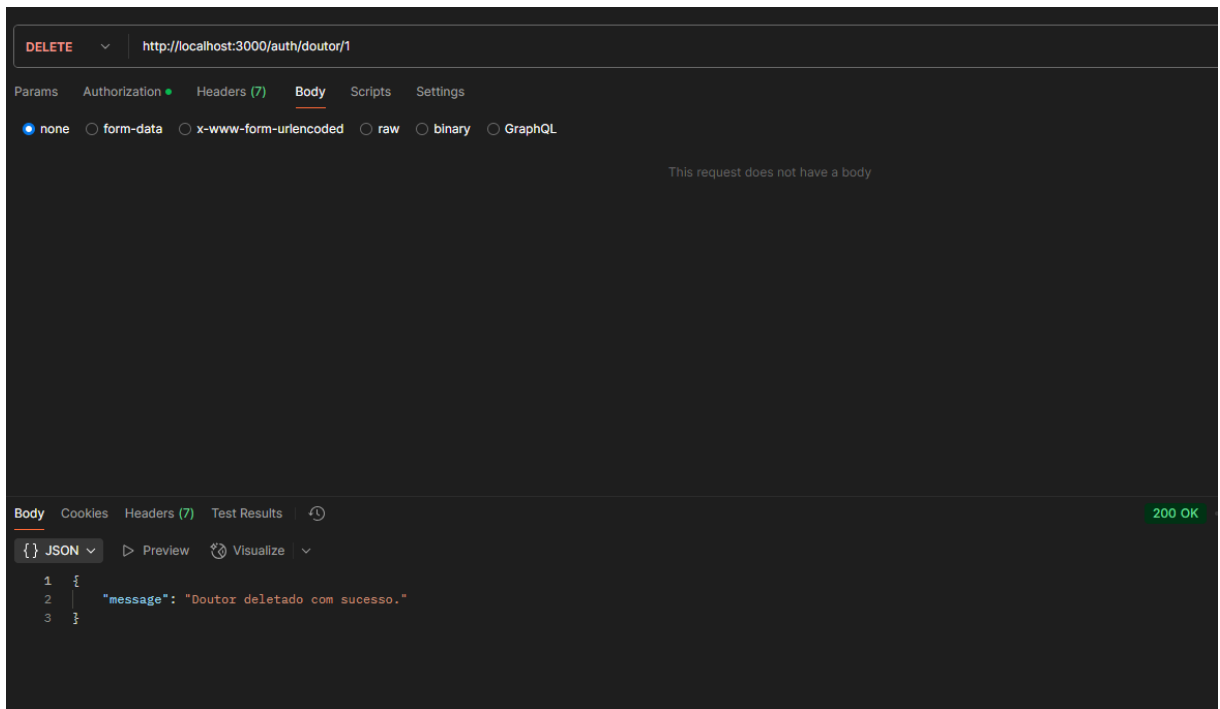 DELETE http://localhost:3000/auth/doutor/1
Params Authorization Headers (7) Body Scripts Settings
none form-data x-www-form-urlencoded raw binary GraphQL
This request does not have a body
Body Cookies Headers (7) Test Results 200 OK
{} JSON Preview Visualize
1 {
2 "message": "Doutor deletado com sucesso."
3 }